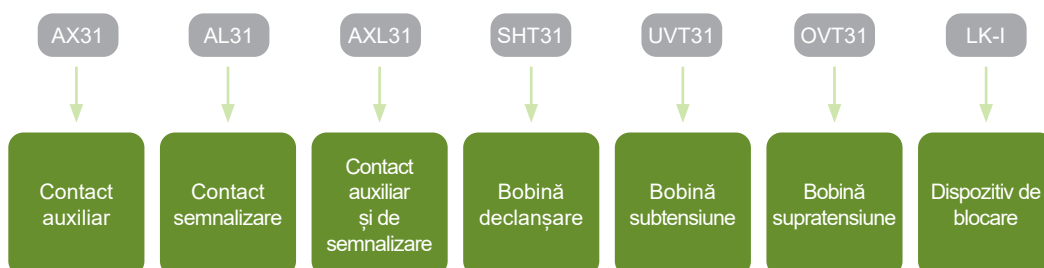 AX31
AL31
AXL31
SHT31
UVT31
OVT31
LK-I
Contact
auxiliar
Contact
semnalizare
Contact
auxiliar
și de
semnalizare
Bobină
declanșare
Bobină
subtensiune
Bobină
supratensiune
Dispozitiv de
blocare